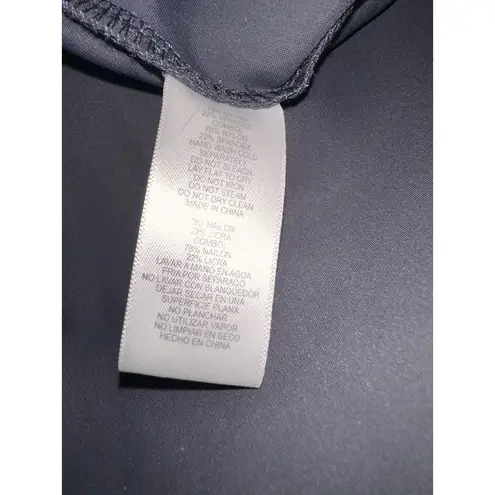 COMBO:
78% NYLON
22% SPANDEX
HAND WASH COLD
SEPARATELY
DO NOT BLEACH
LAY FLAT TO DRY
DO NOT IRON
DO NOT STEAM
DO NOT DRY CLEAN
MADE IN CHINA
NAILON
LICRA
COMBO:
78% NAILON
22% LICRA
LAVAR A MANO EN AGUA
FRIA POR SEPARADO
NO LAVAR CON BLANQUEDOR
DEJAR SECAR EN UNA
SUPERFICIE PLANA
NO PLANCHAR
NO UTILIZAR VAPOR
NO LIMPIAR EN SECO
HECHO EN CHINA